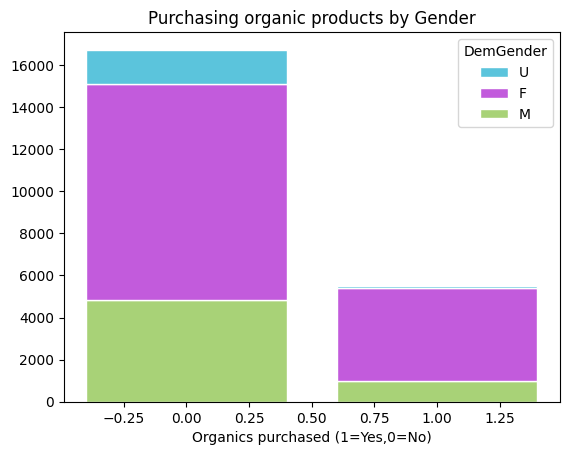 Purchasing organic products by Gender
DemGender
U
F
M
16000
14000
12000
10000
8000
6000
4000
2000
0
−0.25 0.00 0.25 0.50 0.75 1.00 1.25
Organics purchased (1=Yes,0=No)